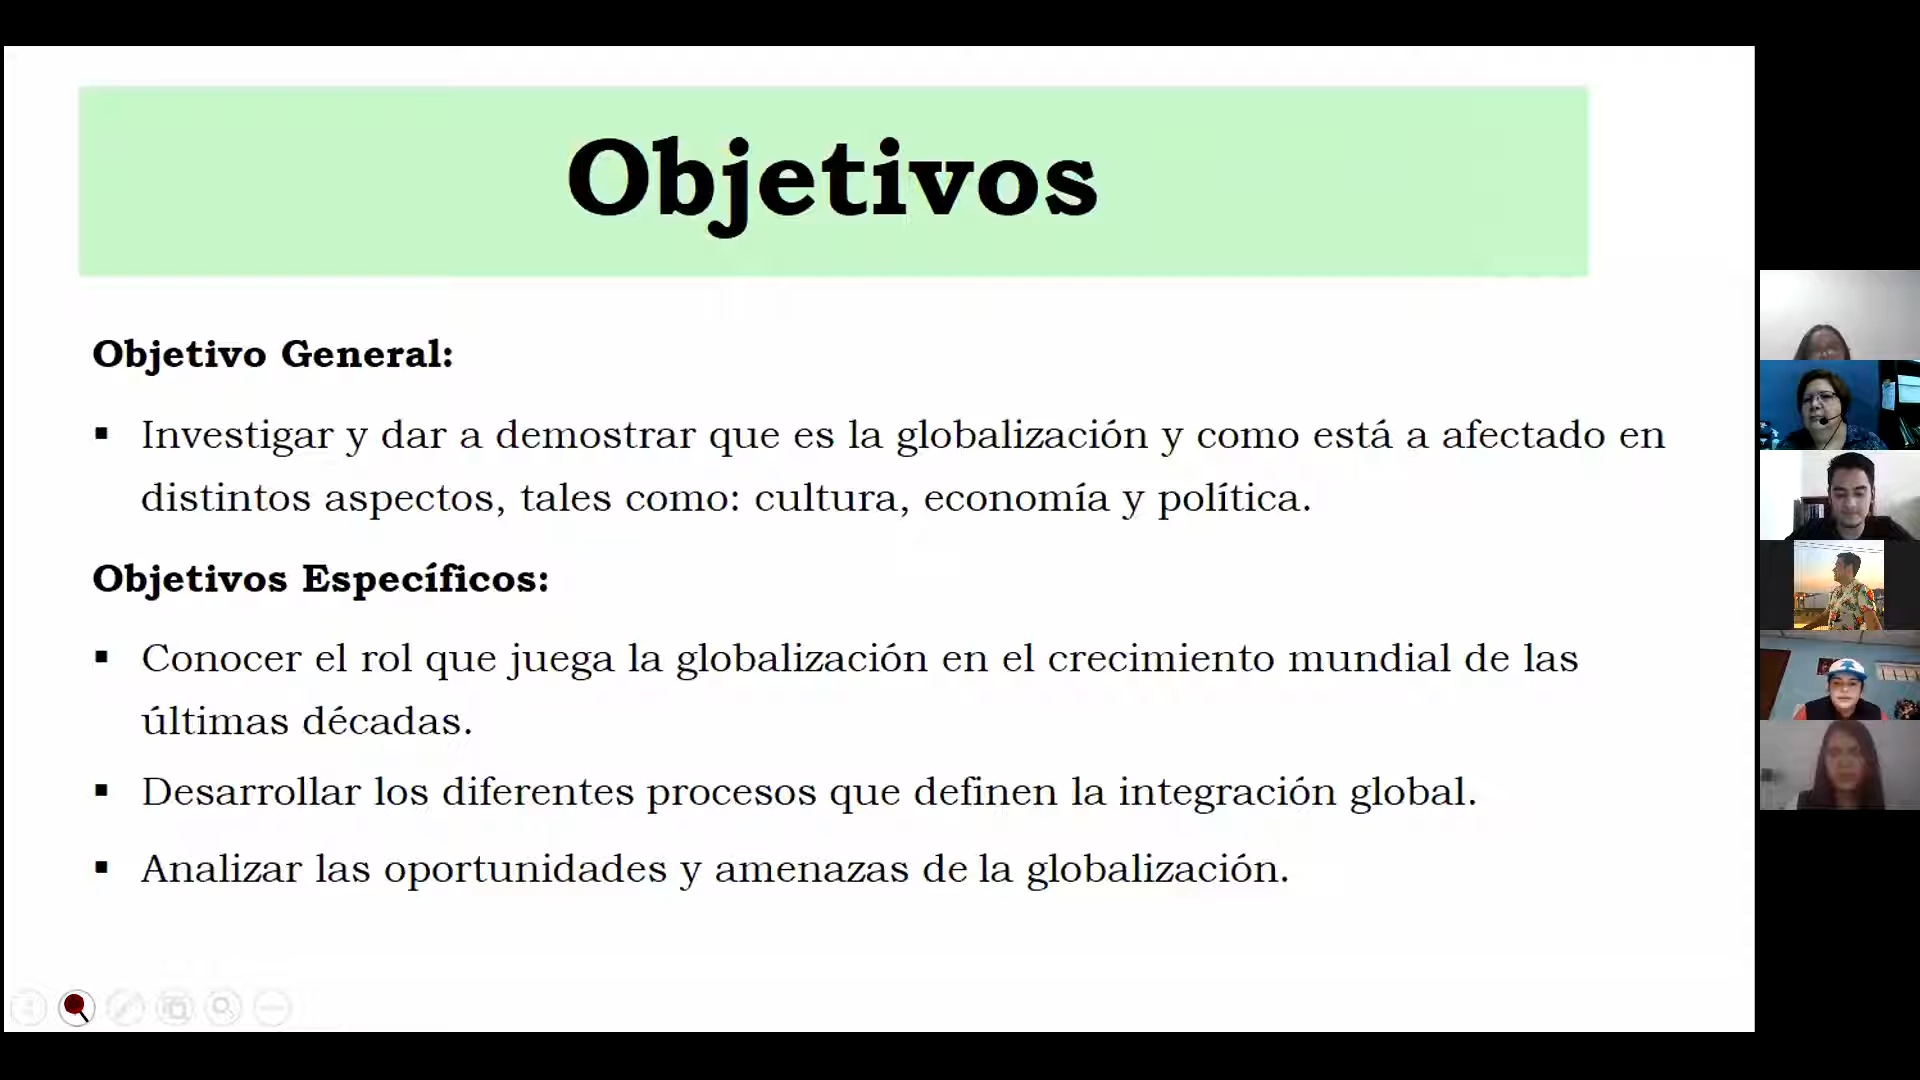 Objetivos
Objetivo General:
▪ Investigar y dar a demostrar que es la globalización y como está a afectado en
distintos aspectos, tales como: cultura, economía y política.
Objetivos Específicos:
▪ Conocer el rol que juega la globalización en el crecimiento mundial de las
últimas décadas.
▪ Desarrollar los diferentes procesos que definen la integración global.
▪ Analizar las oportunidades y amenazas de la globalización.